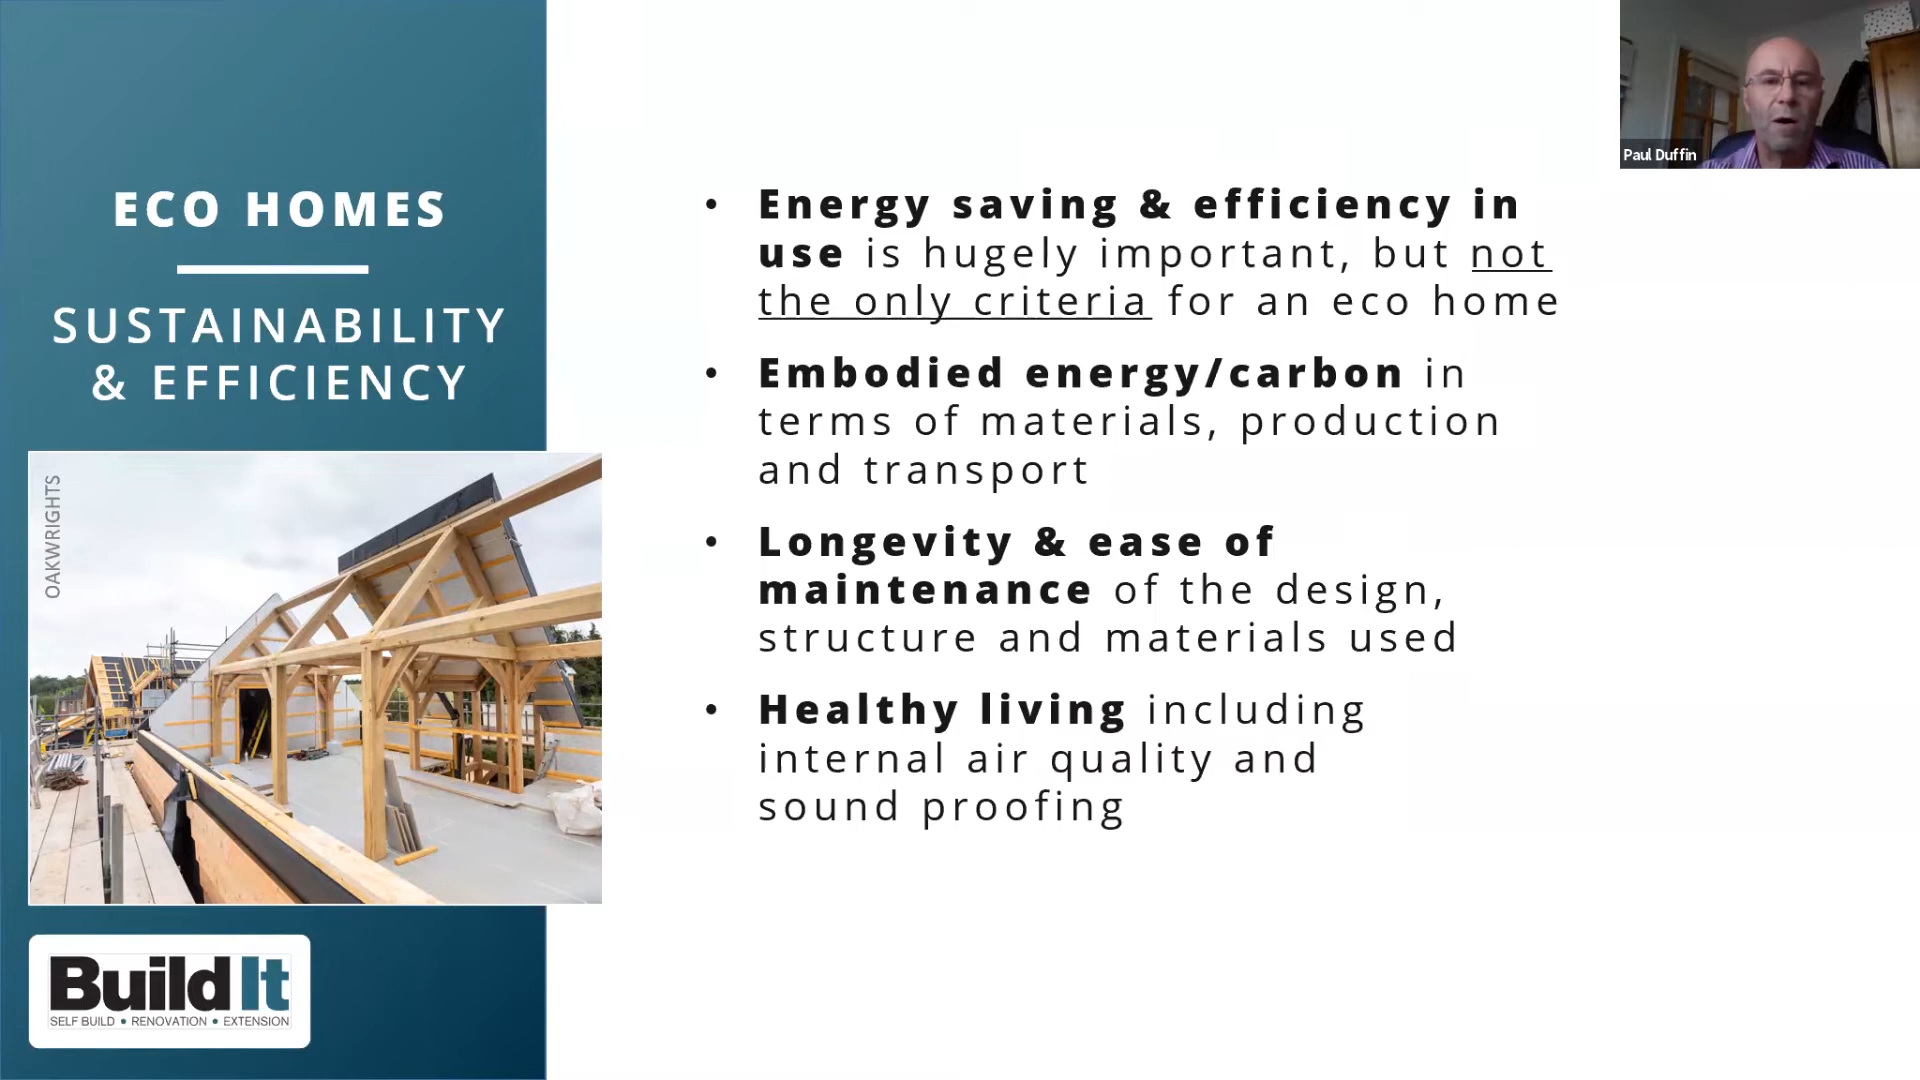 ECO HOMES
SUSTAINABILITY
& EFFICIENCY
OAKWRIGHTS
Build It
SELF BUILD • RENOVATION • EXTENSION
• Energy saving & efficiency in
use is hugely important, but not
the only criteria for an eco home
• Embodied energy/carbon in
terms of materials, production
and transport
• Longevity & ease of
maintenance of the design,
structure and materials used
• Healthy living including
internal air quality and
sound proofing
Paul Duffin